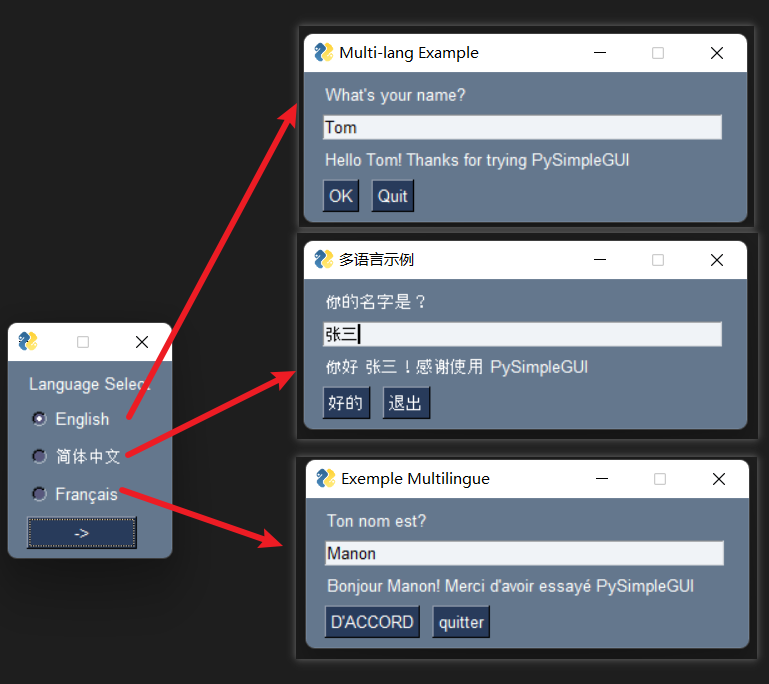 Multi-lang Example
What's your name?
Tom
Hello Tom! Thanks for trying PySimpleGUI
OK Quit
多语言示例
你的名字是？
张三
你好 张三！感谢使用 PySimpleGUI
好的 退出
Language Select
English
简体中文
Français
->
Exemple Multilingue
Ton nom est?
Manon
Bonjour Manon! Merci d'avoir essayé PySimpleGUI
D'ACCORD quitter